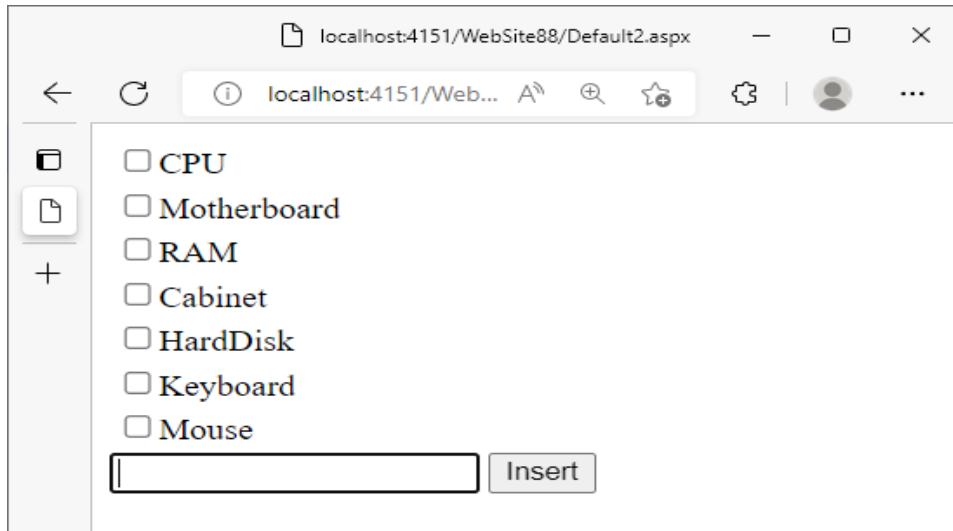 localhost:4151/WebSite88/Default2.aspx
localhost:4151/Web...
CPU
Motherboard
RAM
Cabinet
HardDisk
Keyboard
Mouse
Insert